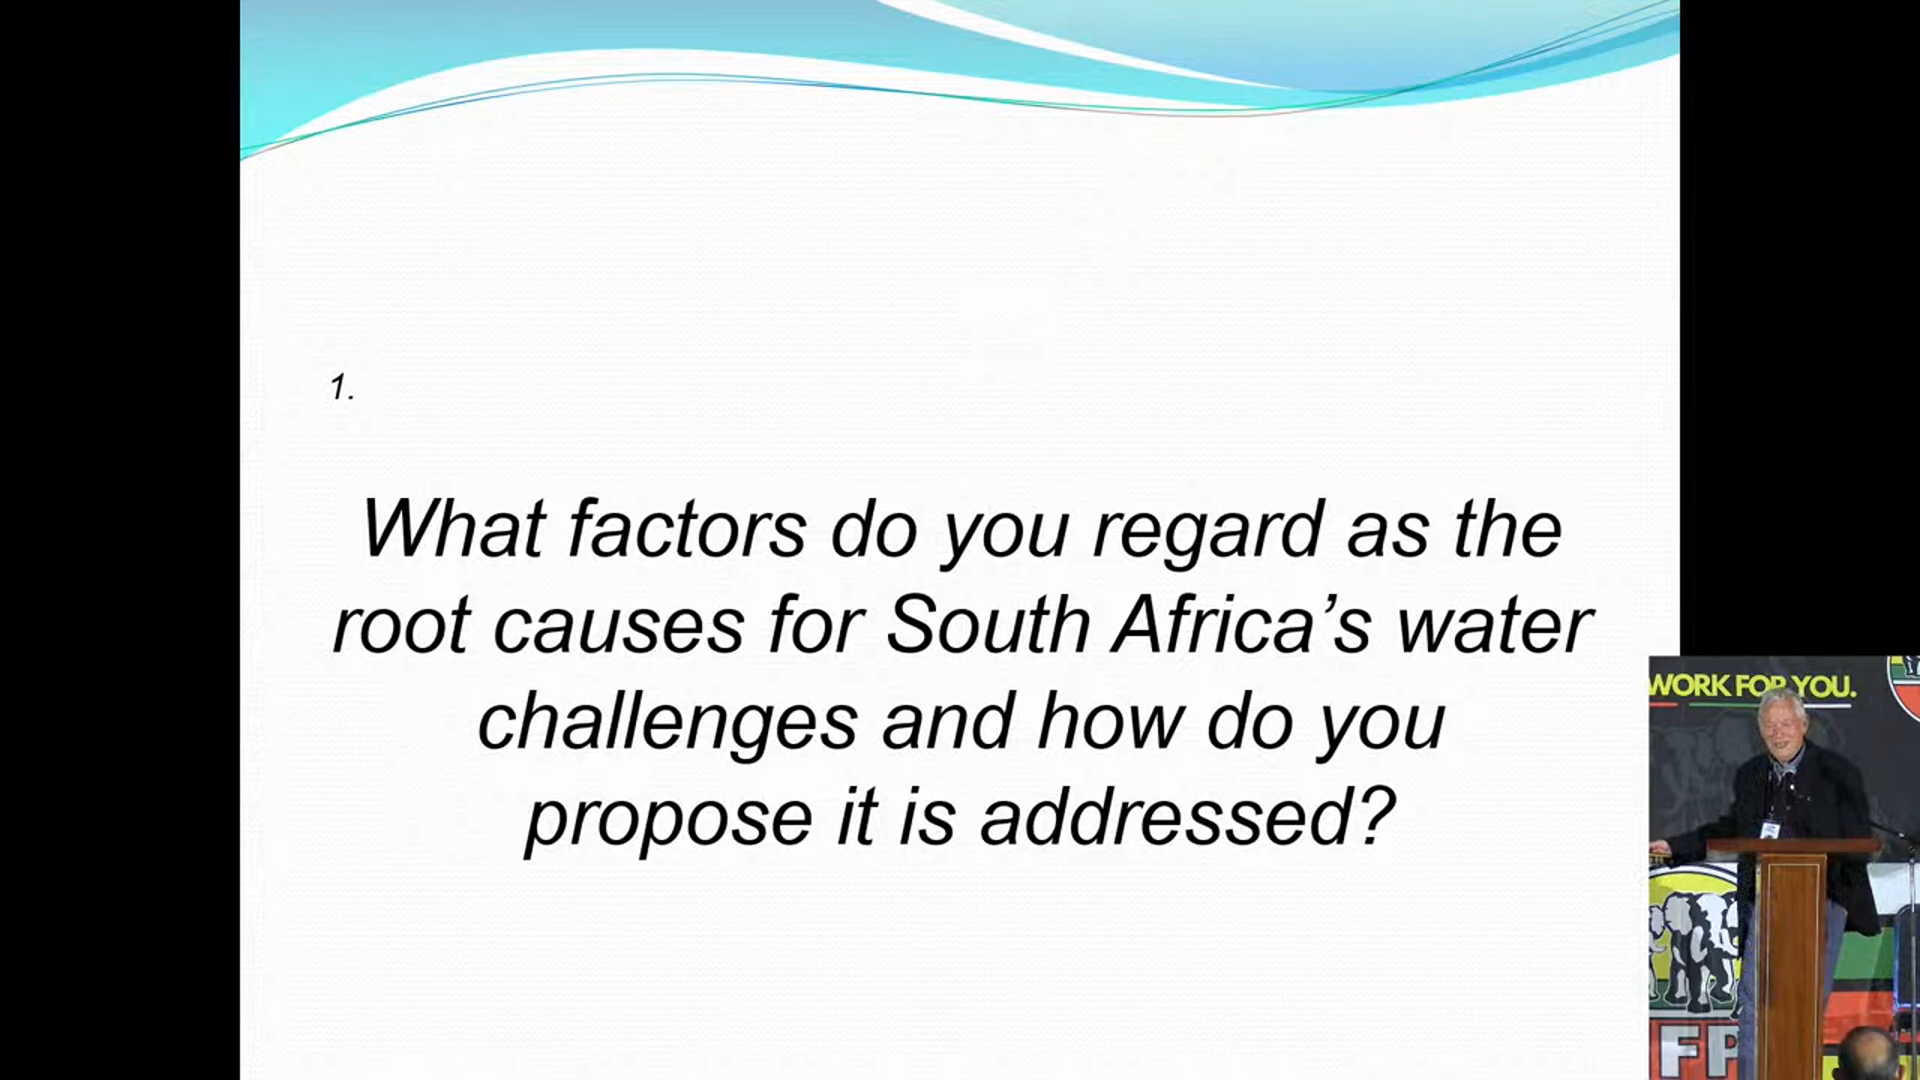 1.
What factors do you regard as the
root causes for South Africa’s water
challenges and how do you
propose it is addressed?
WORK FOR YOU.
FP